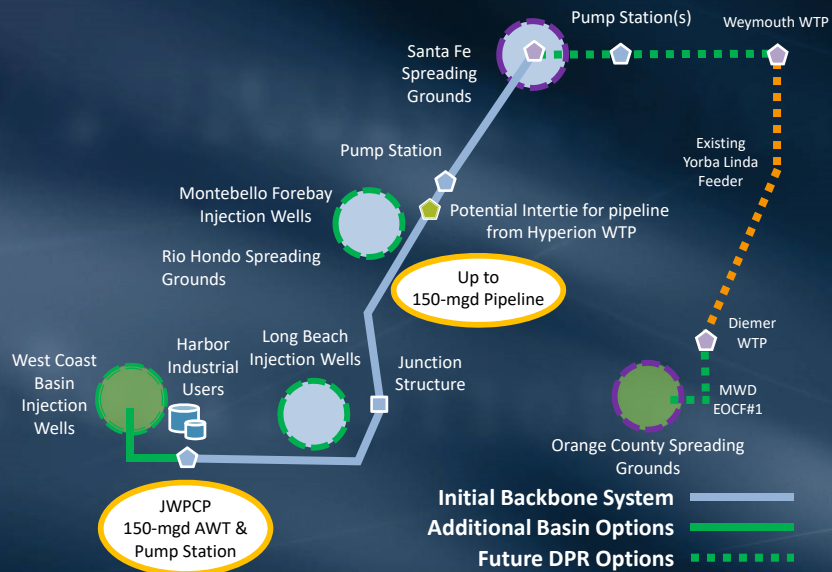 Pump Station(s)
Weymouth WTP
Santa Fe
Spreading
Grounds
Existing
Yorba Linda
Feeder
Pump Station
Montebello Forebay
Injection Wells
Potential Intertie for pipeline
from Hyperion WTP
Rio Hondo Spreading
Grounds
Up to
150-mgd Pipeline
Diemer
WTP
Harbor
Industrial
Users
Long Beach
Injection Wells
West Coast
Basin
Injection
Wells
Junction
Structure
MWD
EOCF#1
Orange County Spreading
Grounds
JWPCP
150-mgd AWT &
Pump Station
Initial Backbone System
Additional Basin Options
Future DPR Options